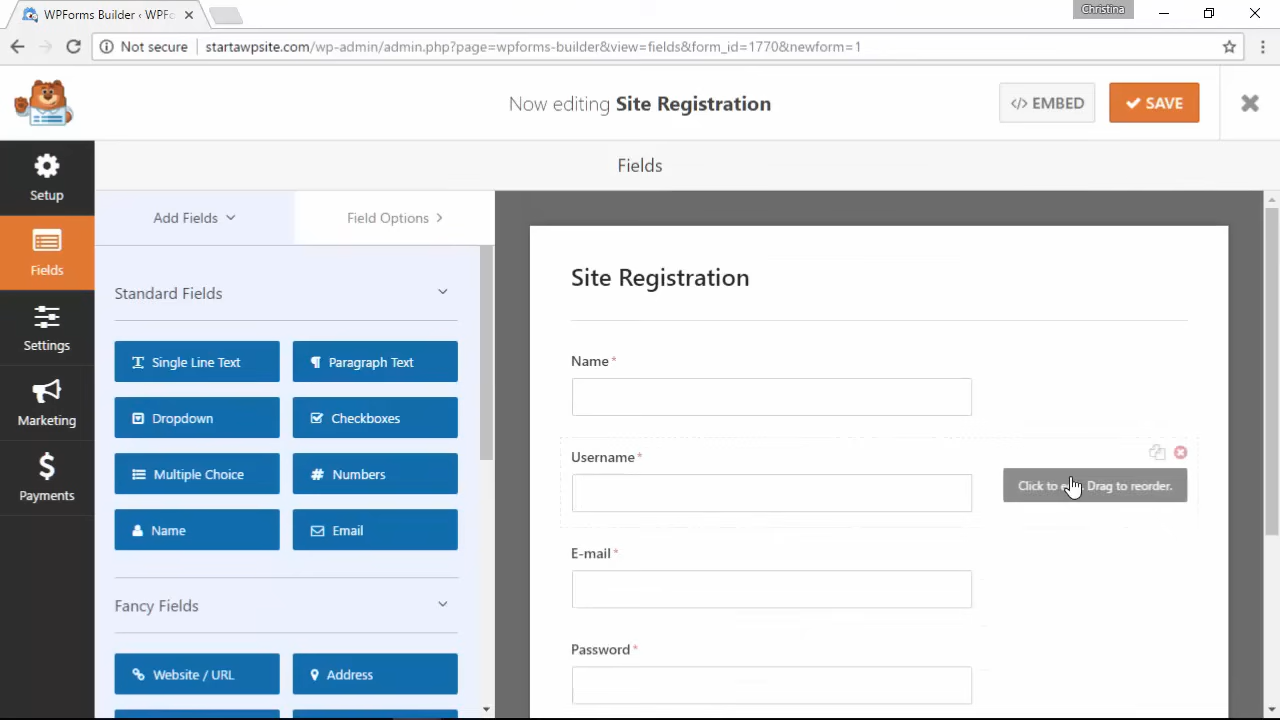 WPForms Builder ‹ WPFo
Christina
Not secure
startawpsite.com/wp-admin/admin.php?page=wpforms-builder&view=fields&form_id=1770&newform=1
Now editing Site Registration
</> EMBED
SAVE
Setup
Fields
Settings
Marketing
Payments
Fields
Add Fields
Field Options
Standard Fields
Single Line Text
Paragraph Text
Dropdown
Checkboxes
Multiple Choice
Numbers
Name
Email
Fancy Fields
Website / URL
Address
Site Registration
Name *
Username *
Click to Drag to reorder.
E-mail *
Password *